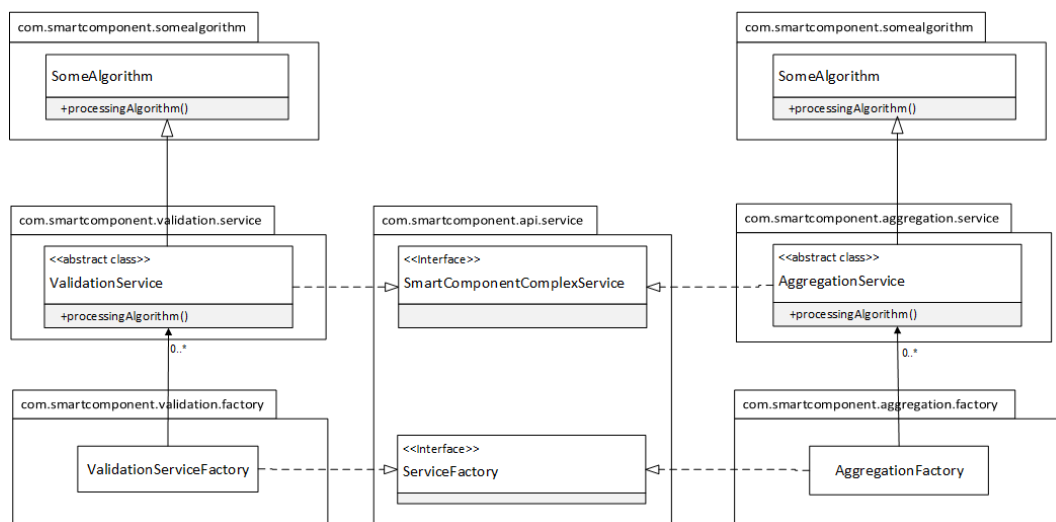 com.smartcomponent.somealgorithm
SomeAlgorithm
+processingAlgorithm()
com.smartcomponent.somealgorithm
SomeAlgorithm
+processingAlgorithm()
com.smartcomponent.validation.service
<<abstract class>>
ValidationService
+processingAlgorithm()
0..*
com.smartcomponent.api.service
<<Interface>>
SmartComponentComplexService
com.smartcomponent.aggregation.service
<<abstract class>>
AggregationService
+processingAlgorithm()
0..*
com.smartcomponent.validation.factory
ValidationServiceFactory
<<Interface>>
ServiceFactory
com.smartcomponent.aggregation.factory
AggregationFactory